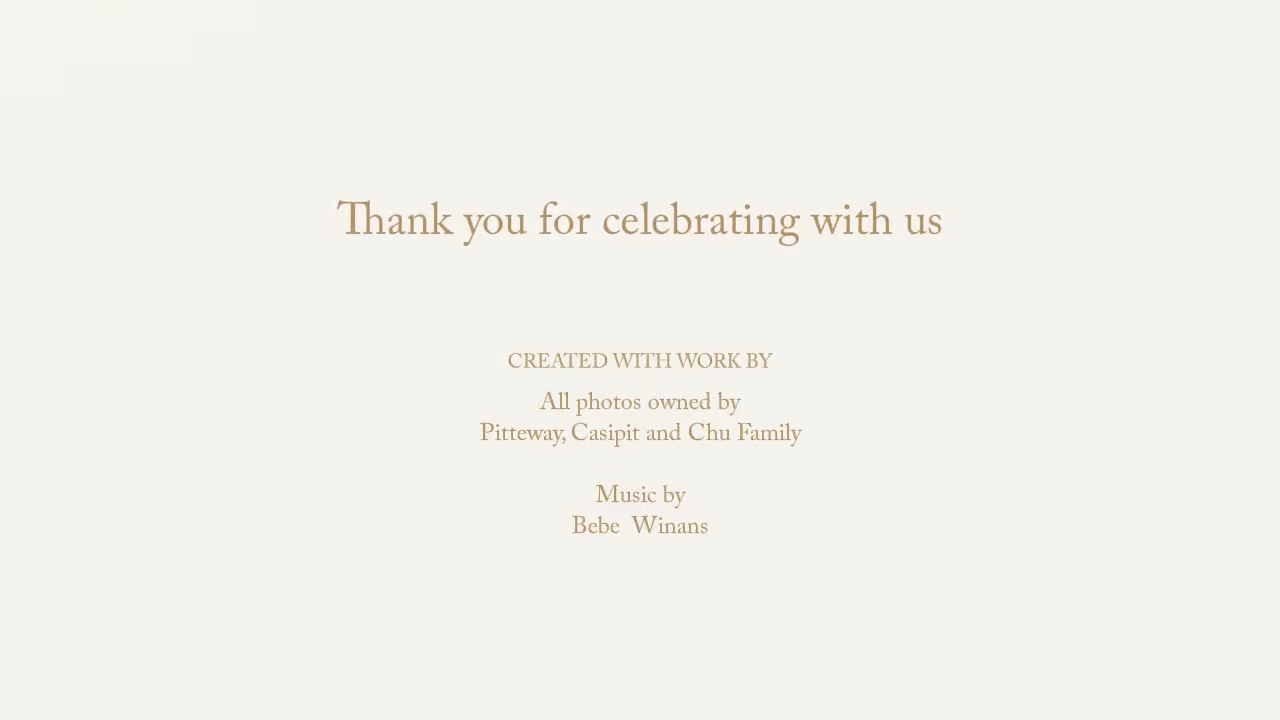 Thank you for celebrating with us
CREATED WITH WORK BY
All photos owned by
Pitteway, Casipit and Chu Family
Music by
Bebe  Winans